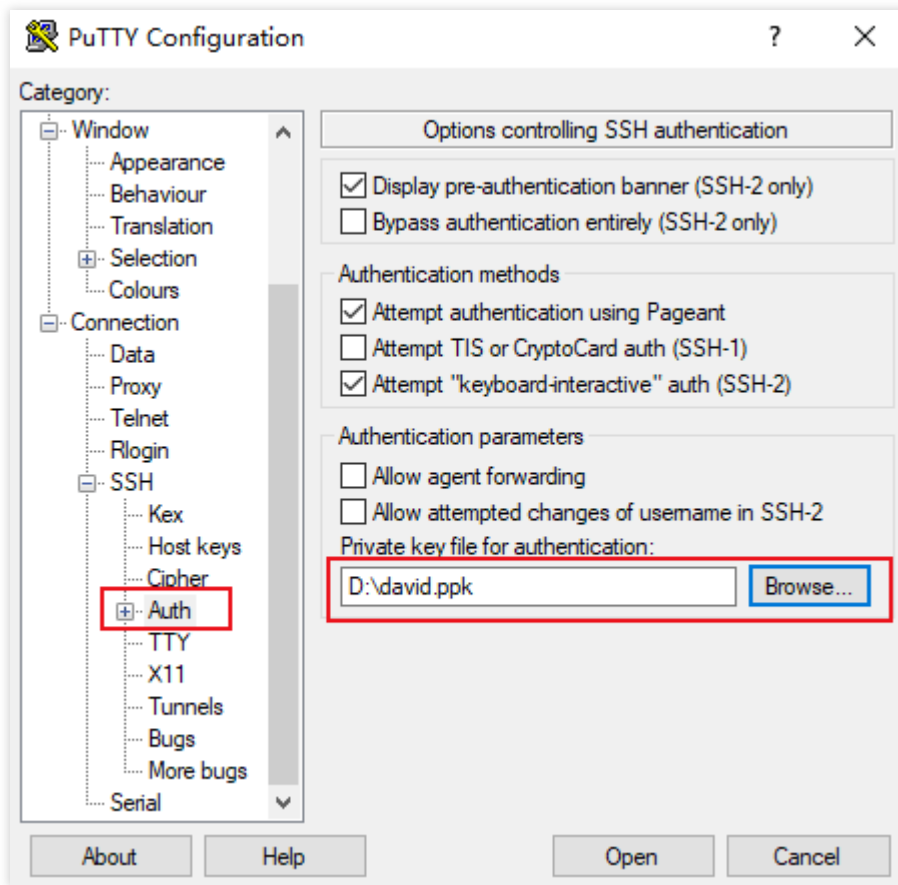 PuTTY Configuration
?
Category:
Window
Appearance
Behaviour
Translation
Selection
Colours
Connection
Data
Proxy
Telnet
Rlogin
SSH
Kex
Host keys
Cipher
Auth
TTY
X11
Tunnels
Bugs
More bugs
Serial
Options controlling SSH authentication
Display pre-authentication banner (SSH-2 only)
Bypass authentication entirely (SSH-2 only)
Authentication methods
Attempt authentication using Pageant
Attempt TIS or CryptoCard auth (SSH-1)
Attempt "keyboard-interactive" auth (SSH-2)
Authentication parameters
Allow agent forwarding
Allow attempted changes of username in SSH-2
Private key file for authentication:
D:\david.ppk
Browse...
About
Help
Open
Cancel